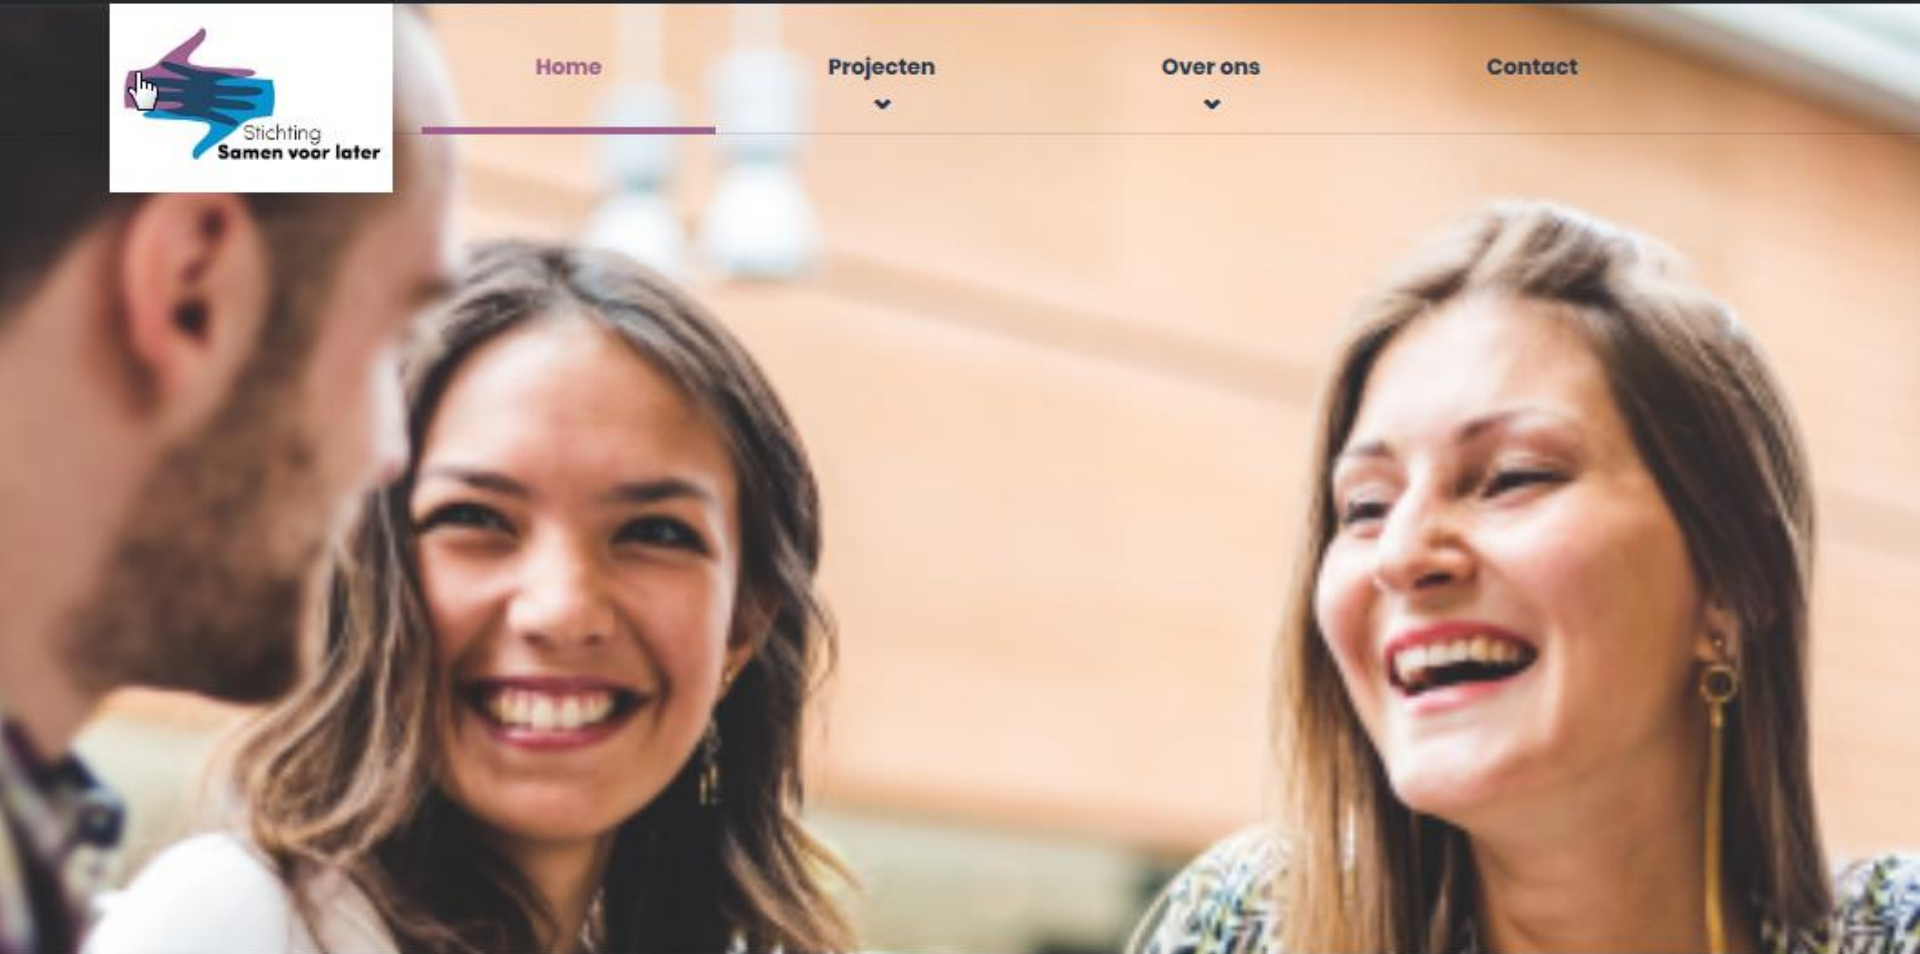 Home
Projecten
Over ons
Contact
Stichting
Samen voor later